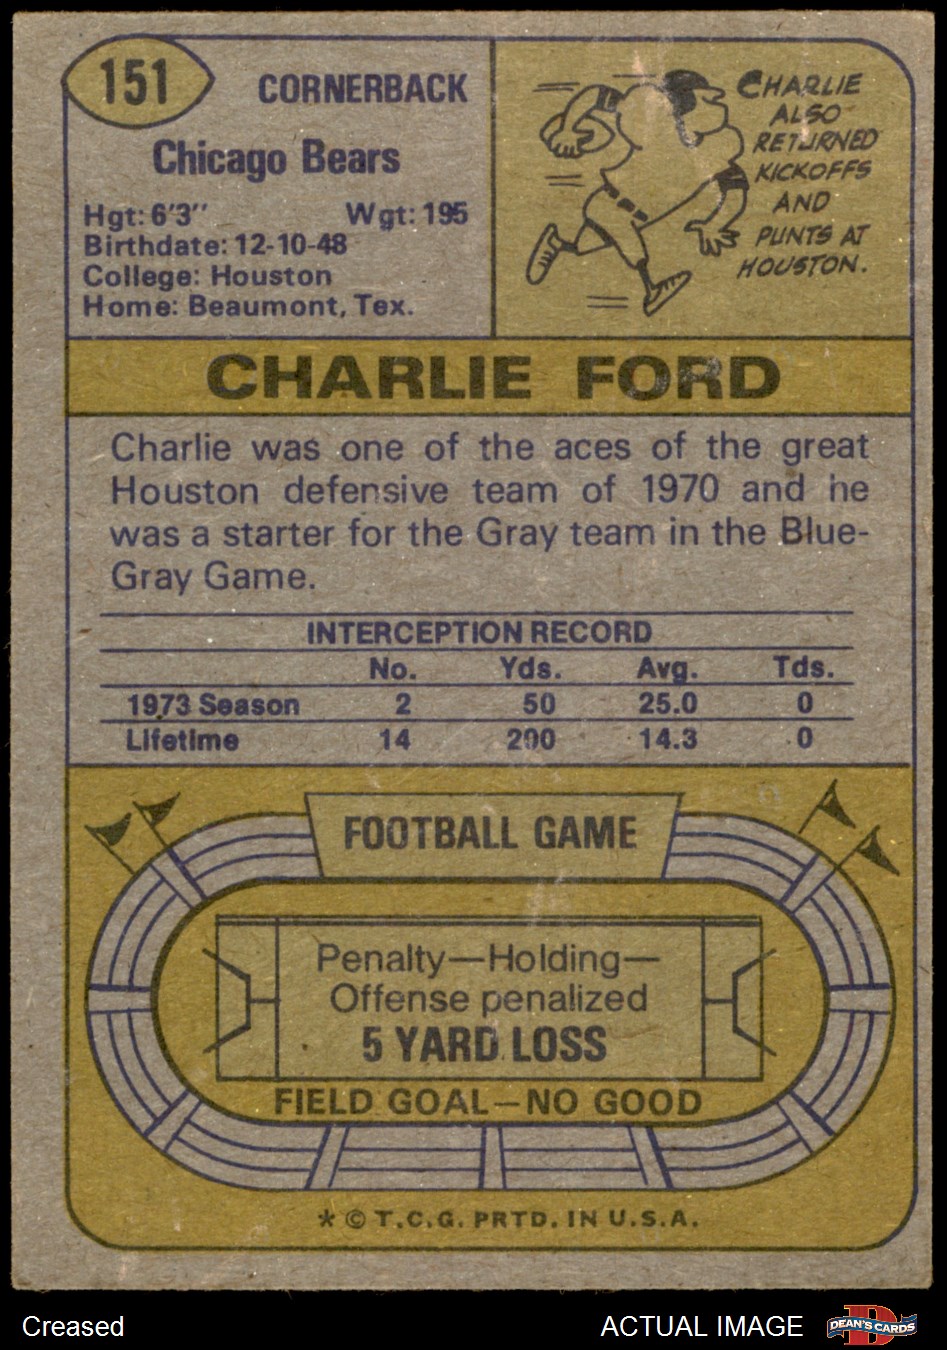 151
CORNERBACK
Chicago Bears
Hgt: 6'3" Wgt: 195
Birthdate: 12-10-48
College: Houston
Home: Beaumont, Tex.
CHARLIE
ALSO
RETURNED
KICKOFFS
AND
PUNTS AT
HOUSTON.
CHARLIE FORD
Charlie was one of the aces of the great
Houston defensive team of 1970 and he
was a starter for the Gray team in the Blue-
Gray Game.
INTERCEPTION RECORD
No. Yds. Avg. Tds.
1973 Season 2 50 25.0 0
Lifetime 14 200 14.3 0
FOOTBALL GAME
Penalty—Holding—
Offense penalized
5 YARD LOSS
FIELD GOAL—NO GOOD
* © T.C.G. PRTD. IN U.S.A.
Creased
ACTUAL IMAGE
DEAN'S CARDS